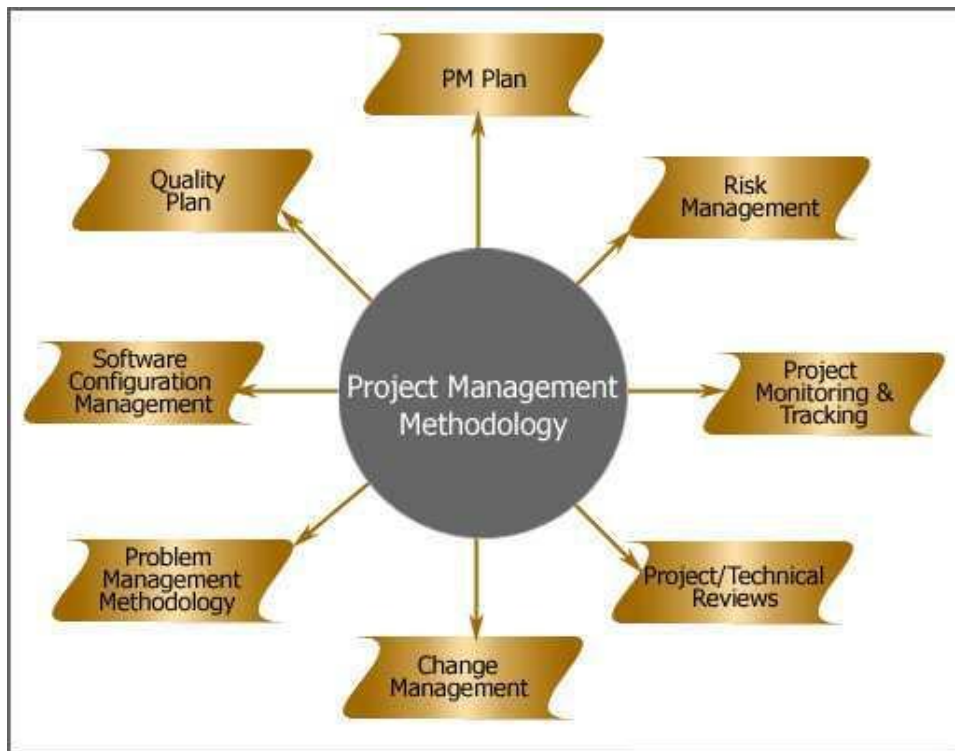 PM Plan
Quality
Plan
Risk
Management
Software
Configuration
Management
Project Management
Methodology
Project
Monitoring &
Tracking
Problem
Management
Methodology
Project/Technical
Reviews
Change
Management